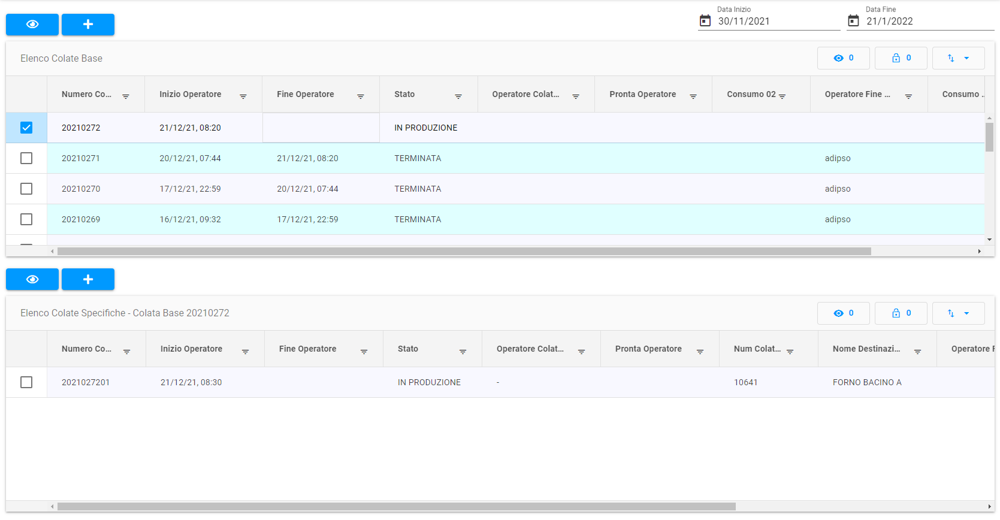 Data Inizio Data Fine
30/11/2021 21/1/2022
Elenco Colate Base 0 0
Numero Co... Inizio Operatore Fine Operatore Stato Operatore Colat... Pronta Operatore Consumo 02 Operatore Fine ... Consumo ..
20210272 21/12/21, 08:20 IN PRODUZIONE
20210271 20/12/21, 07:44 21/12/21, 08:20 TERMINATA adipso
20210270 17/12/21, 22:59 20/12/21, 07:44 TERMINATA adipso
20210269 16/12/21, 09:32 17/12/21, 22:59 TERMINATA adipso
Elenco Colate Specifiche - Colata Base 20210272 0 0
Numero Co... Inizio Operatore Fine Operatore Stato Operatore Colat... Pronta Operatore Num Colat... Nome Destinazi... Operatore F
2021027201 21/12/21, 08:30 IN PRODUZIONE - 10641 FORNO BACINO A